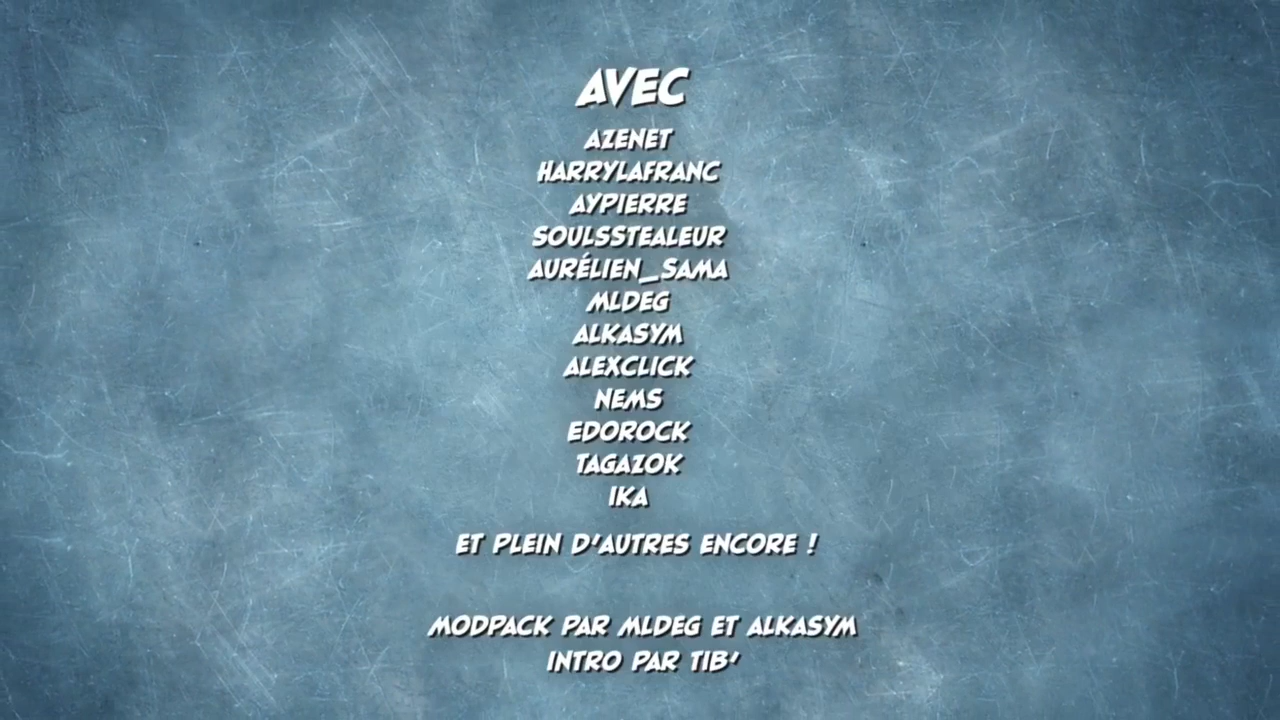 AVEC
AZENET
HARRYLAFRANC
AYPIERRE
SOULSSTEALEUR
AURÉLIEN_SAMA
MLDEG
ALKASYM
ALEXCLICK
NEMS
EDOROCK
TAGAZOK
IKA
ET PLEIN D'AUTRES ENCORE !
MODPACK PAR MLDEG ET ALKASYM
INTRO PAR TIB'